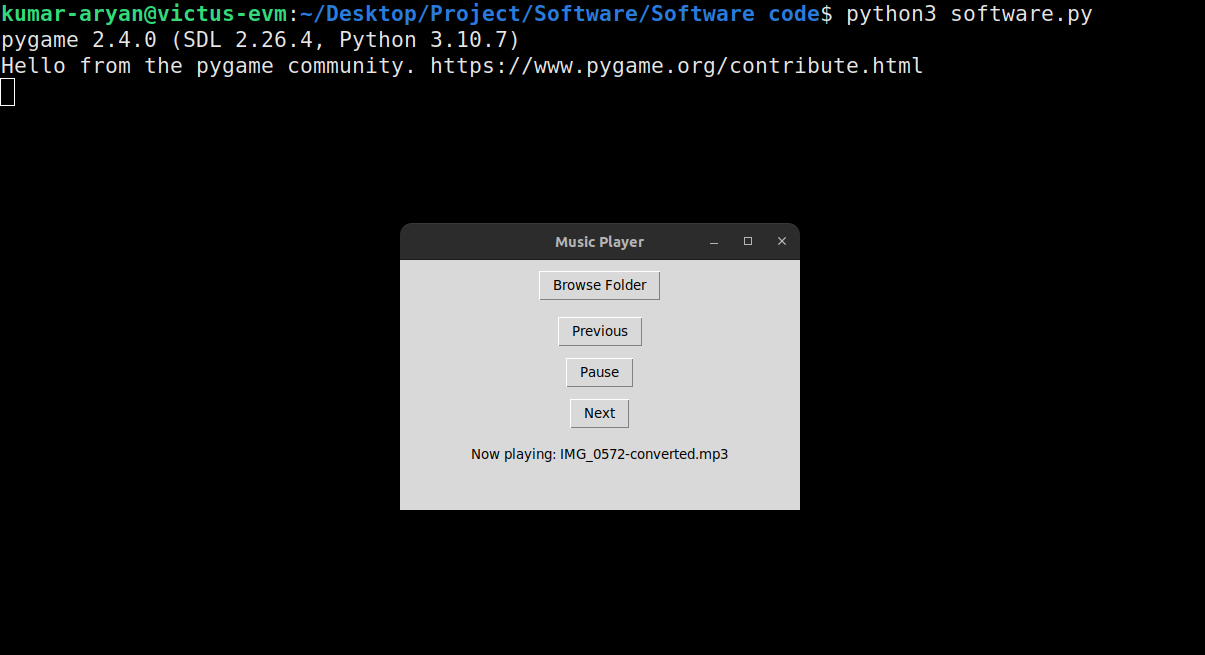 kumar-aryan@victus-evm:~/Desktop/Project/Software/Software code$ python3 software.py
pygame 2.4.0 (SDL 2.26.4, Python 3.10.7)
Hello from the pygame community. https://www.pygame.org/contribute.html
Music Player
Browse Folder
Previous
Pause
Next
Now playing: IMG_0572-converted.mp3